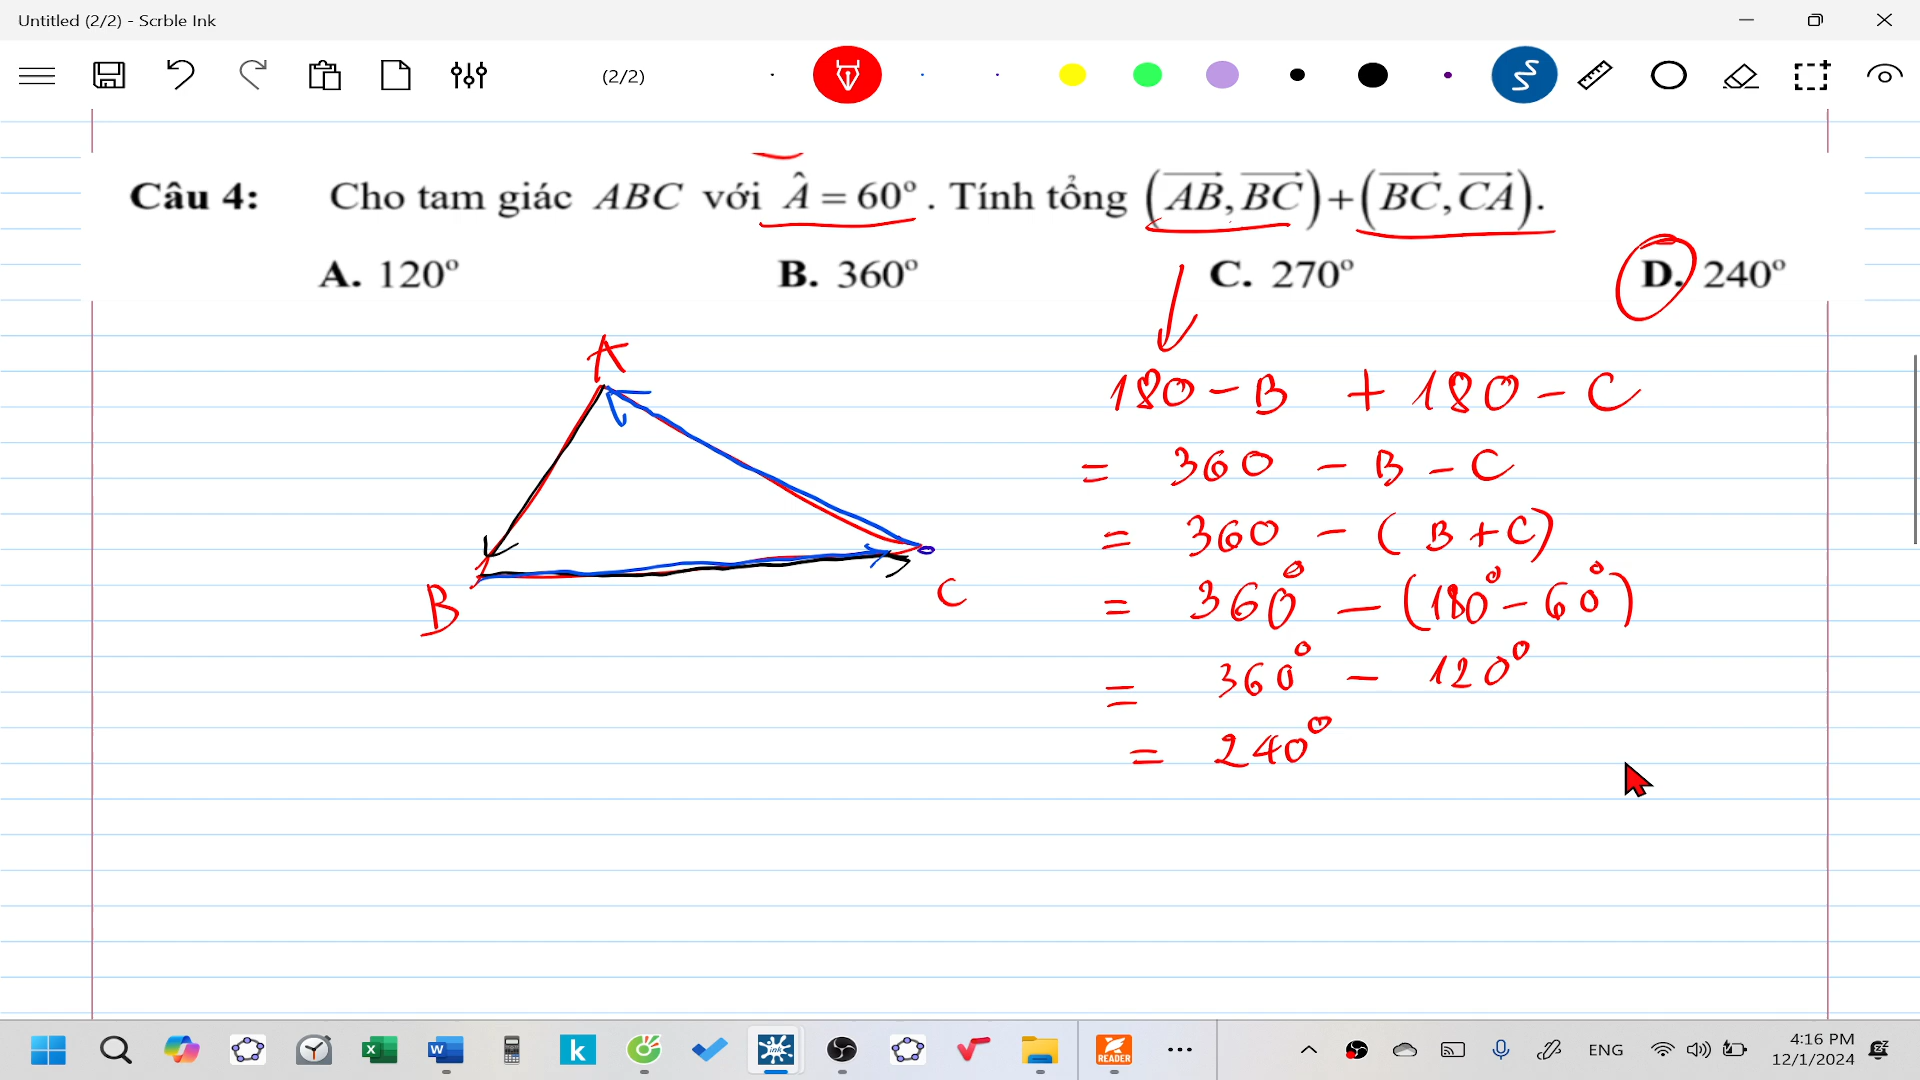 Untitled (2/2) - Scrble Ink
(2/2)
Câu 4: Cho tam giác ABC với Â = 60°. Tính tổng (AB, BC) + (BC, CA).
A. 120° B. 360° C. 270° D. 240°
A
B
C
180 - B + 180 - C
= 360 - B - C
= 360 - (B + C)
= 360° - (180° - 60°)
= 360° - 120°
= 240°
ink
READER
ENG
4:16 PM
12/1/2024